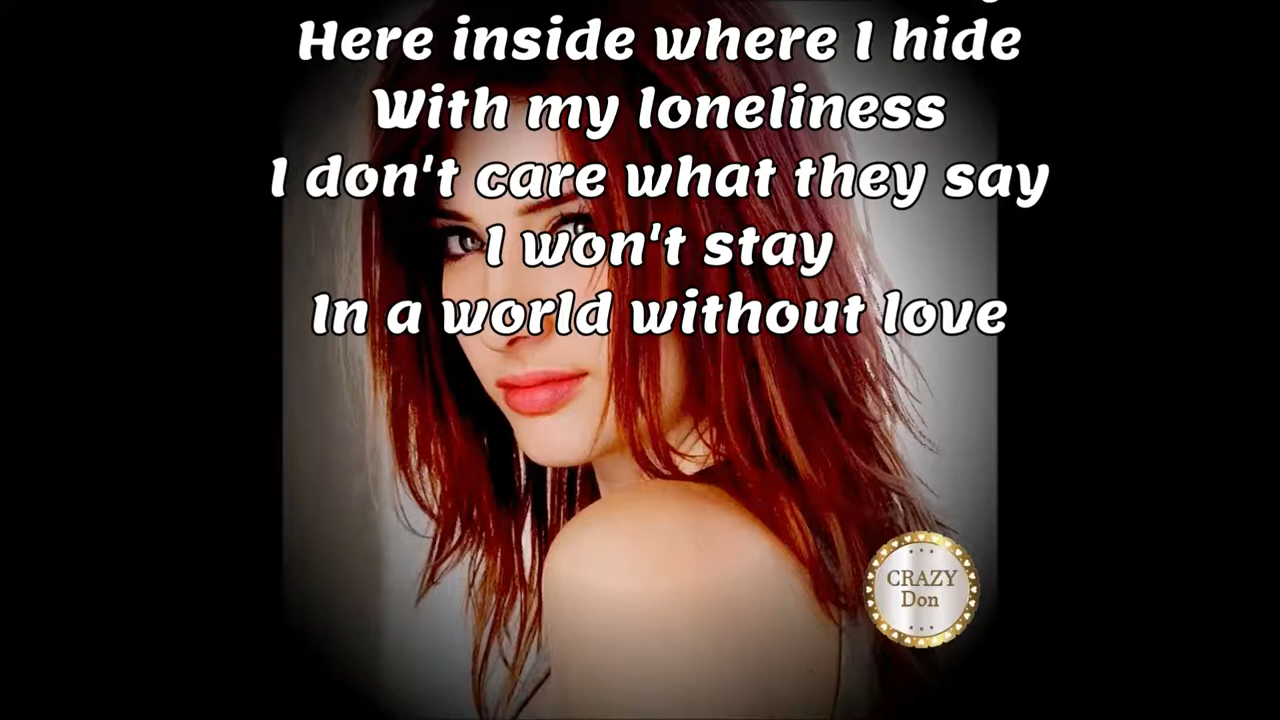 Here inside where I hide
With my loneliness
I don't care what they say
I won't stay
In a world without love
CRAZY
Don